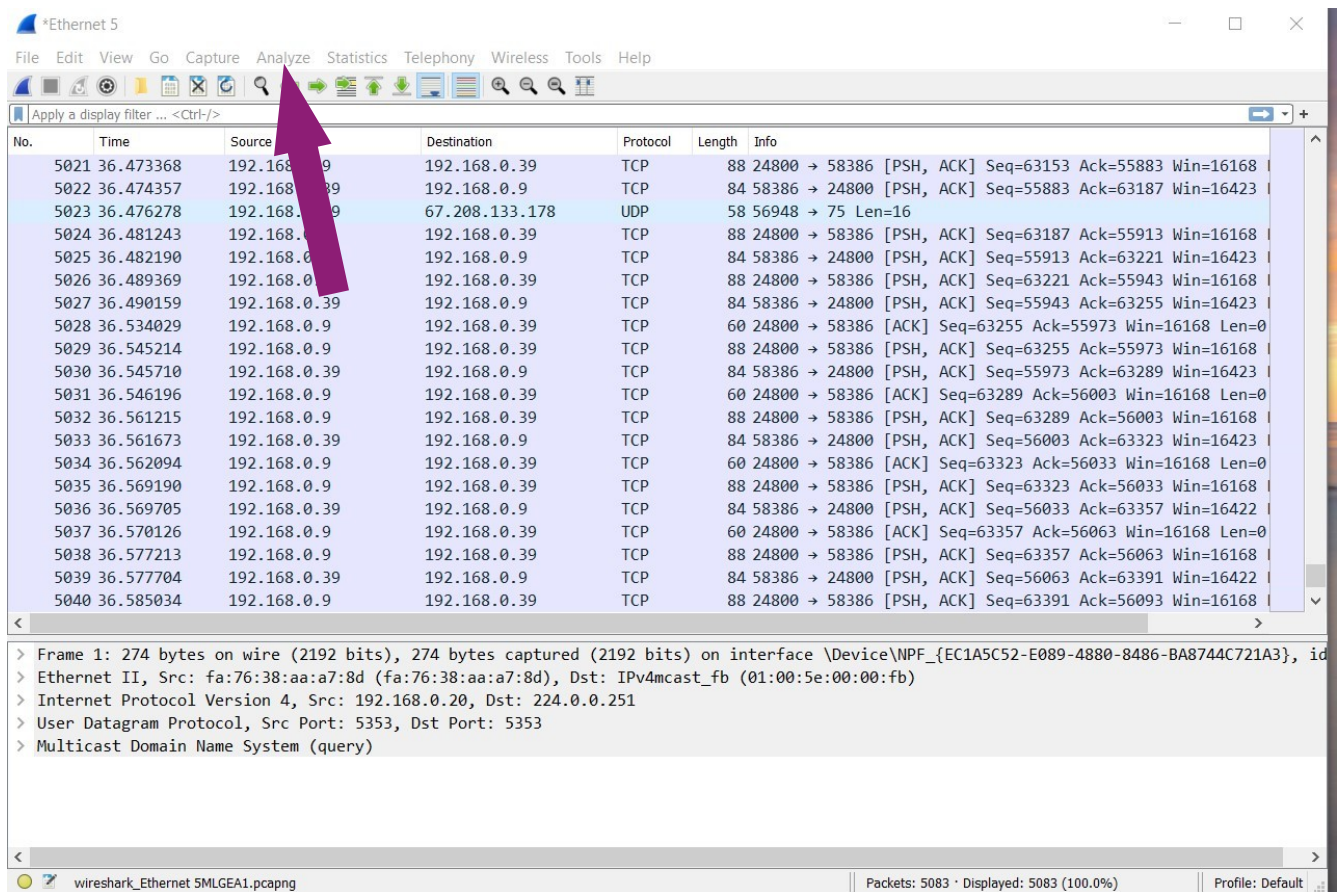 *Ethernet 5
File Edit View Go Capture Analyze Statistics Telephony Wireless Tools Help
Apply a display filter ... <Ctrl-/>
No. Time Source Destination Protocol Length Info
5021 36.473368 192.168 9 192.168.0.39 TCP 88 24800 → 58386 [PSH, ACK] Seq=63153 Ack=55883 Win=16168
5022 36.474357 192.168 39 192.168.0.9 TCP 84 58386 → 24800 [PSH, ACK] Seq=55883 Ack=63187 Win=16423
5023 36.476278 192.168. 9 67.208.133.178 UDP 58 56948 → 75 Len=16
5024 36.481243 192.168. 192.168.0.39 TCP 88 24800 → 58386 [PSH, ACK] Seq=63187 Ack=55913 Win=16168
5025 36.482190 192.168.0 192.168.0.9 TCP 84 58386 → 24800 [PSH, ACK] Seq=55913 Ack=63221 Win=16423
5026 36.489369 192.168.0. 192.168.0.39 TCP 88 24800 → 58386 [PSH, ACK] Seq=63221 Ack=55943 Win=16168
5027 36.490159 192.168.0.39 192.168.0.9 TCP 84 58386 → 24800 [PSH, ACK] Seq=55943 Ack=63255 Win=16423
5028 36.534029 192.168.0.9 192.168.0.39 TCP 60 24800 → 58386 [ACK] Seq=63255 Ack=55973 Win=16168 Len=0
5029 36.545214 192.168.0.9 192.168.0.39 TCP 88 24800 → 58386 [PSH, ACK] Seq=63255 Ack=55973 Win=16168
5030 36.545710 192.168.0.39 192.168.0.9 TCP 84 58386 → 24800 [PSH, ACK] Seq=55973 Ack=63289 Win=16423
5031 36.546196 192.168.0.9 192.168.0.39 TCP 60 24800 → 58386 [ACK] Seq=63289 Ack=56003 Win=16168 Len=0
5032 36.561215 192.168.0.9 192.168.0.39 TCP 88 24800 → 58386 [PSH, ACK] Seq=63289 Ack=56003 Win=16168
5033 36.561673 192.168.0.39 192.168.0.9 TCP 84 58386 → 24800 [PSH, ACK] Seq=56003 Ack=63323 Win=16423
5034 36.562094 192.168.0.9 192.168.0.39 TCP 60 24800 → 58386 [ACK] Seq=63323 Ack=56033 Win=16168 Len=0
5035 36.569190 192.168.0.9 192.168.0.39 TCP 88 24800 → 58386 [PSH, ACK] Seq=63323 Ack=56033 Win=16168
5036 36.569705 192.168.0.39 192.168.0.9 TCP 84 58386 → 24800 [PSH, ACK] Seq=56033 Ack=63357 Win=16422
5037 36.570126 192.168.0.9 192.168.0.39 TCP 60 24800 → 58386 [ACK] Seq=63357 Ack=56063 Win=16168 Len=0
5038 36.577213 192.168.0.9 192.168.0.39 TCP 88 24800 → 58386 [PSH, ACK] Seq=63357 Ack=56063 Win=16168
5039 36.577704 192.168.0.39 192.168.0.9 TCP 84 58386 → 24800 [PSH, ACK] Seq=56063 Ack=63391 Win=16422
5040 36.585034 192.168.0.9 192.168.0.39 TCP 88 24800 → 58386 [PSH, ACK] Seq=63391 Ack=56093 Win=16168
> Frame 1: 274 bytes on wire (2192 bits), 274 bytes captured (2192 bits) on interface \Device\NPF_{EC1A5C52-E089-4880-8486-BA8744C721A3}, id
> Ethernet II, Src: fa:76:38:aa:a7:8d (fa:76:38:aa:a7:8d), Dst: IPv4mcast_fb (01:00:5e:00:00:fb)
> Internet Protocol Version 4, Src: 192.168.0.20, Dst: 224.0.0.251
> User Datagram Protocol, Src Port: 5353, Dst Port: 5353
> Multicast Domain Name System (query)
wireshark_Ethernet 5MLGEA1.pcapng Packets: 5083 · Displayed: 5083 (100.0%) Profile: Default